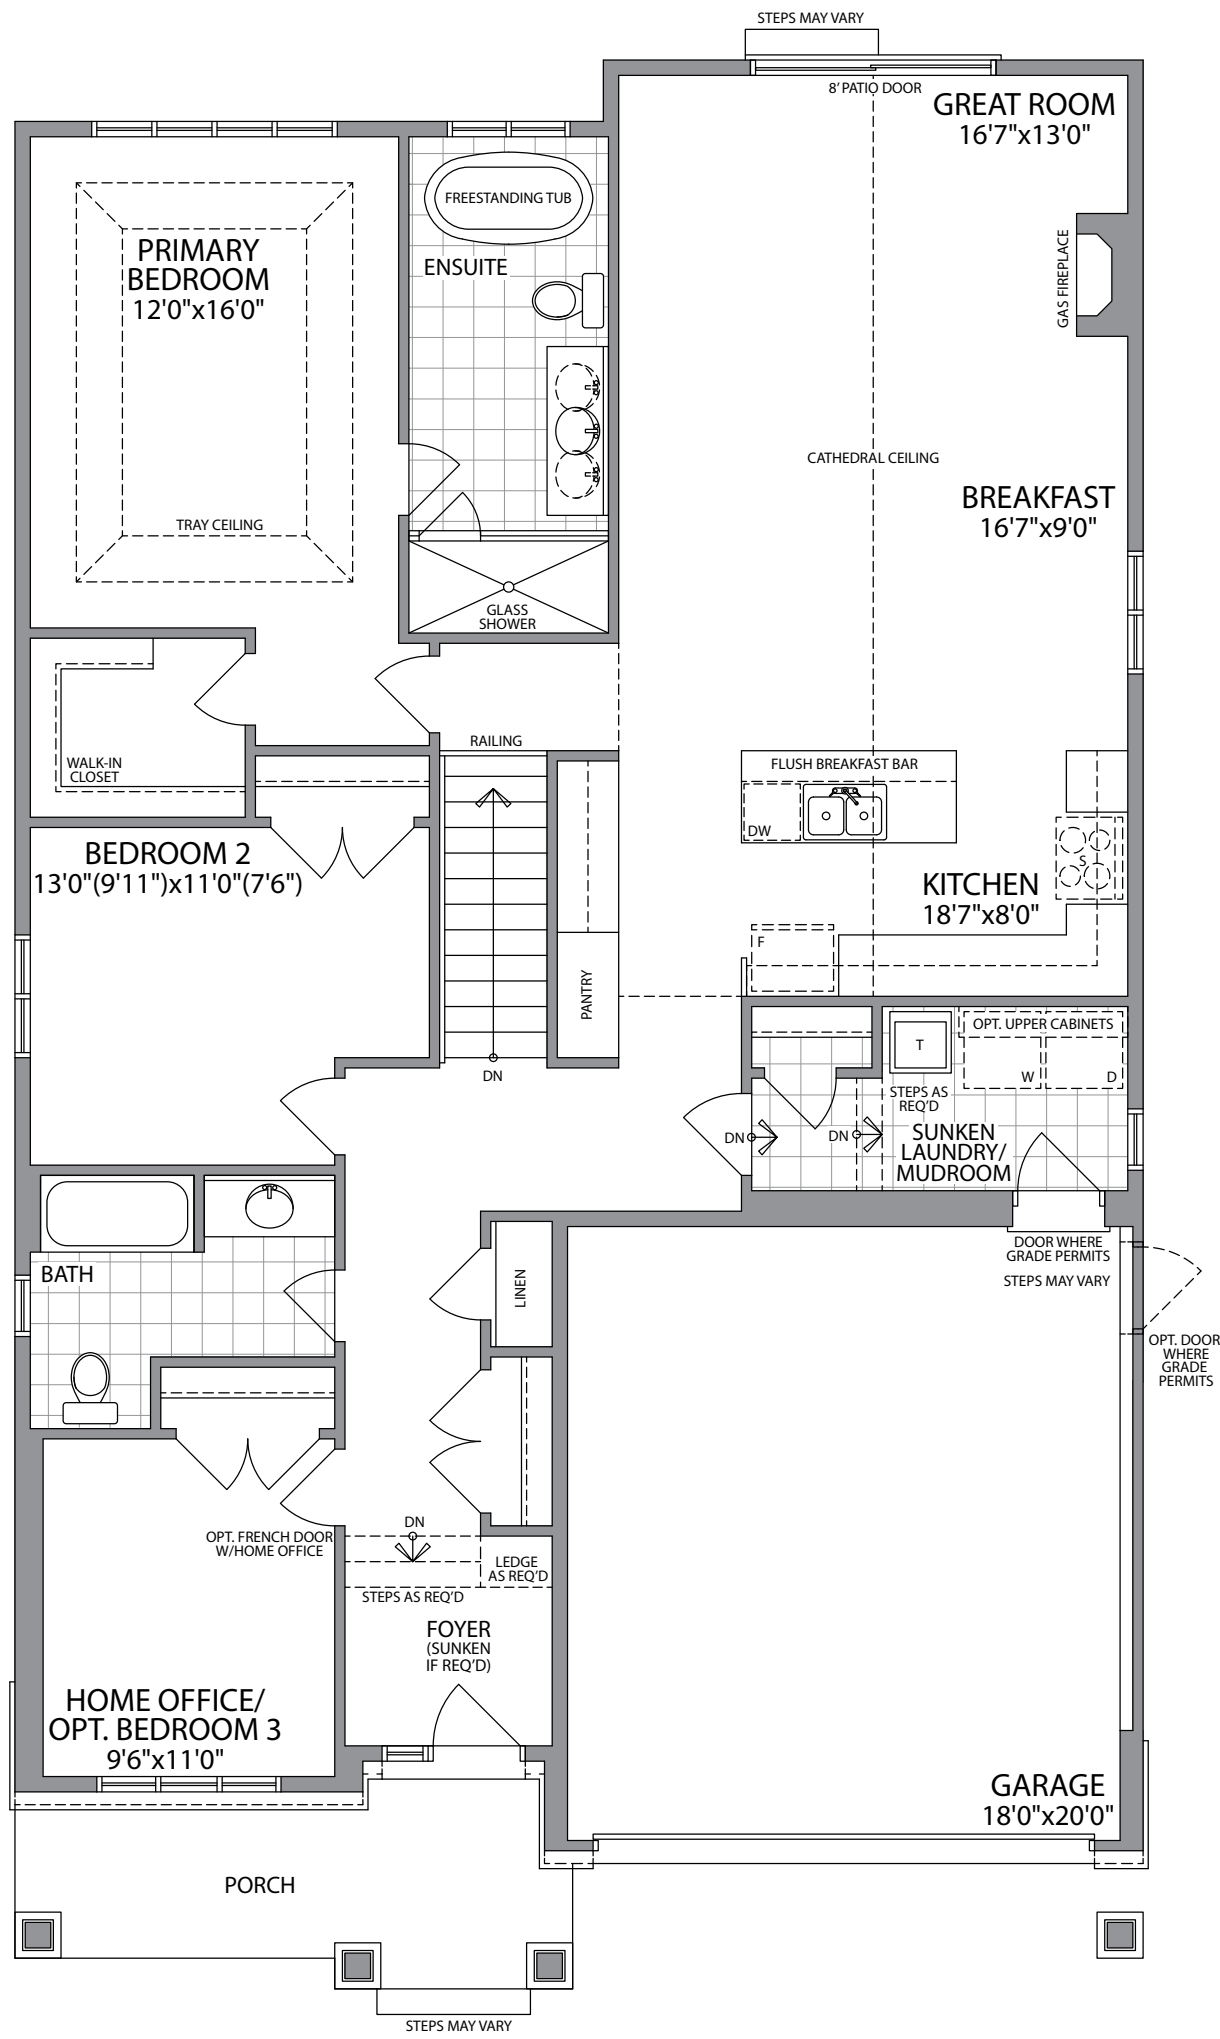 STEPS MAY VARY
8' PATIO DOOR
GREAT ROOM
16'7"x13'0"
FREESTANDING TUB
ENSUITE
PRIMARY
BEDROOM
12'0"x16'0"
GAS FIREPLACE
CATHEDRAL CEILING
BREAKFAST
16'7"x9'0"
TRAY CEILING
GLASS
SHOWER
RAILING
WALK-IN
CLOSET
FLUSH BREAKFAST BAR
DW
S
BEDROOM 2
13'0"(9'11")x11'0"(7'6")
KITCHEN
18'7"x8'0"
F
PANTRY
OPT. UPPER CABINETS
T
W
D
DN
STEPS AS
REQ'D
DN
DN
SUNKEN
LAUNDRY/
MUDROOM
DOOR WHERE
GRADE PERMITS
STEPS MAY VARY
BATH
LINEN
OPT. DOOR
WHERE
GRADE
PERMITS
DN
OPT. FRENCH DOOR
W/HOME OFFICE
LEDGE
AS REQ'D
STEPS AS REQ'D
FOYER
(SUNKEN
IF REQ'D)
HOME OFFICE/
OPT. BEDROOM 3
9'6"x11'0"
GARAGE
18'0"x20'0"
PORCH
STEPS MAY VARY